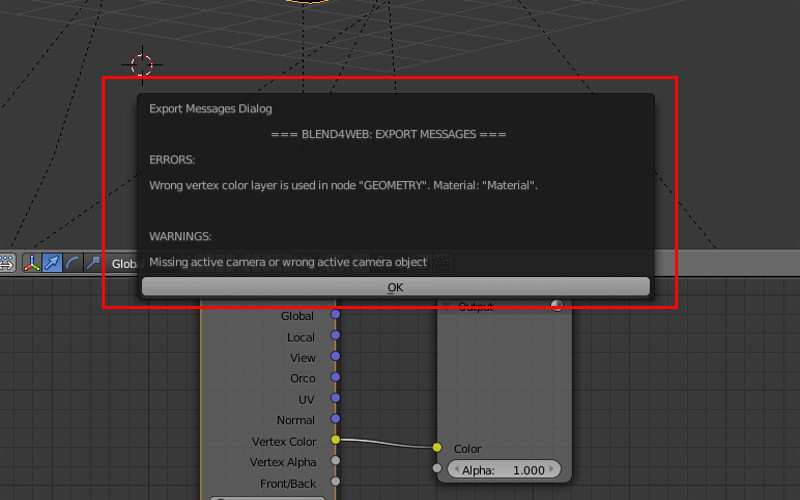 Export Messages Dialog
=== BLEND4WEB: EXPORT MESSAGES ===
ERRORS:
Wrong vertex color layer is used in node "GEOMETRY". Material: "Material".
WARNINGS:
Missing active camera or wrong active camera object
OK
Output
Global
Local
View
Orco
UV
Normal
Vertex Color
Color
Vertex Alpha
Alpha: 1.000
Front/Back